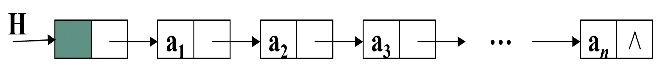 H a₁ a₂ a₃ ··· aₙ ∧